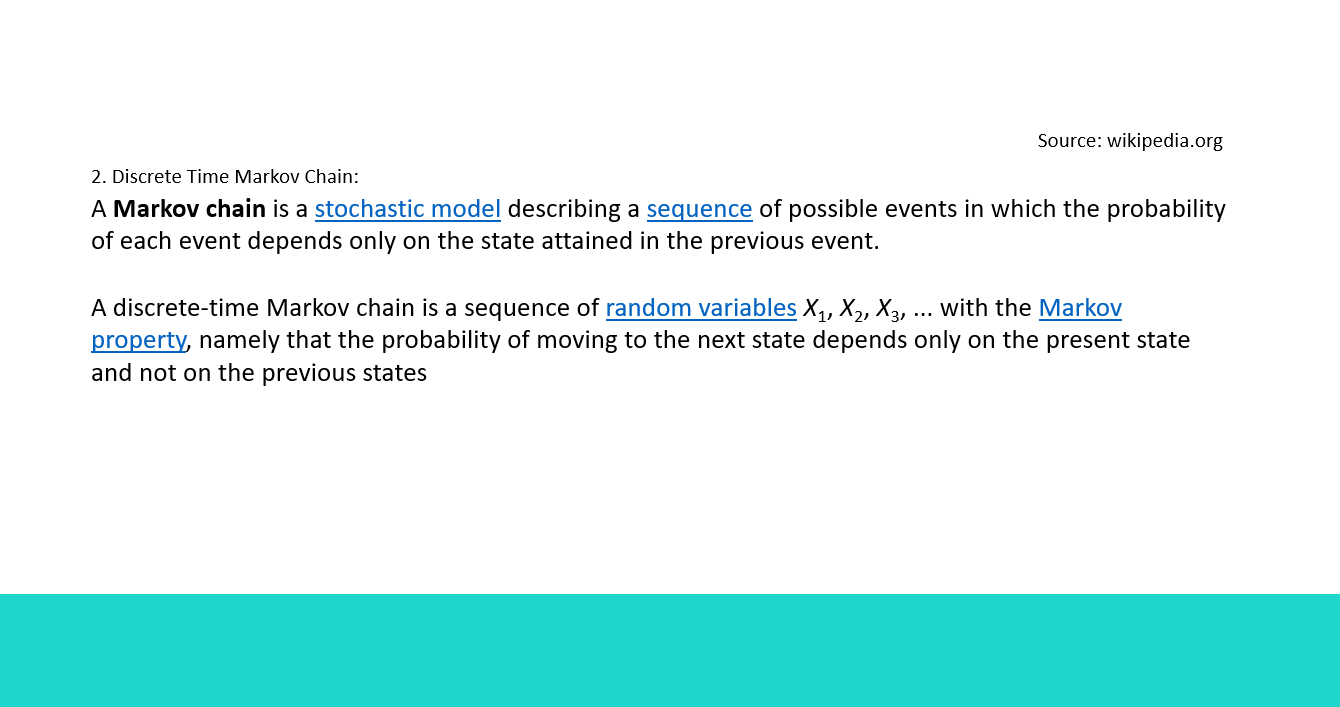 Source: wikipedia.org
2. Discrete Time Markov Chain:
A Markov chain is a stochastic model describing a sequence of possible events in which the probability
of each event depends only on the state attained in the previous event.
A discrete-time Markov chain is a sequence of random variables X₁, X₂, X₃, ... with the Markov
property, namely that the probability of moving to the next state depends only on the present state
and not on the previous states